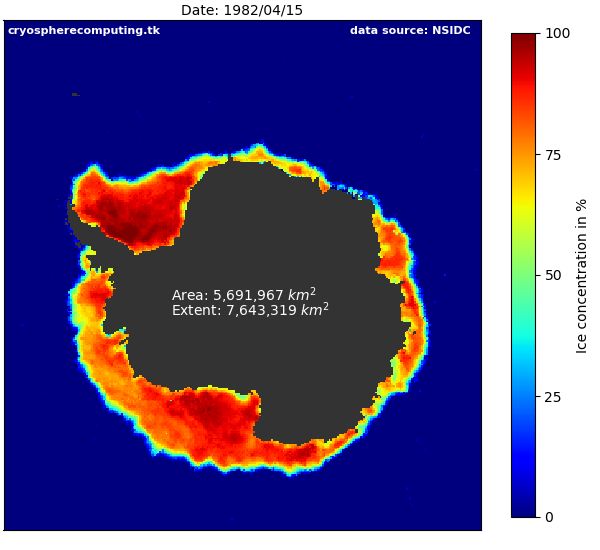 Date: 1982/04/15
cryospherecomputing.tk
data source: NSIDC
Area: 5,691,967 km²
Extent: 7,643,319 km²
100
75
50
25
0
Ice concentration in %